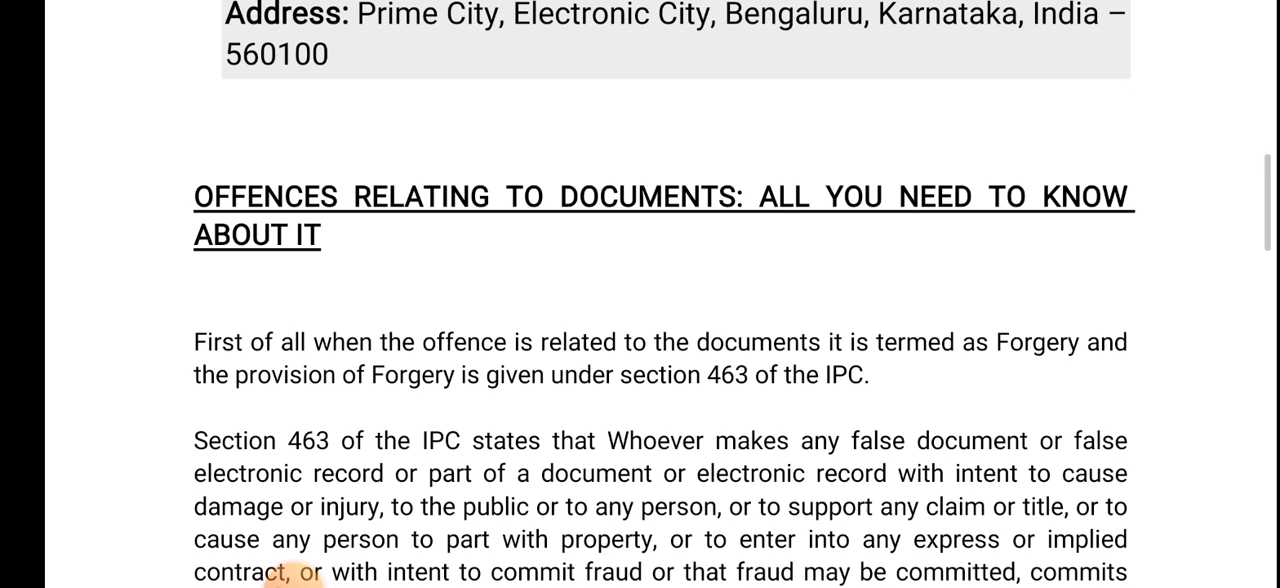 Address: Prime City, Electronic City, Bengaluru, Karnataka, India –
560100
OFFENCES RELATING TO DOCUMENTS: ALL YOU NEED TO KNOW
ABOUT IT
First of all when the offence is related to the documents it is termed as Forgery and
the provision of Forgery is given under section 463 of the IPC.
Section 463 of the IPC states that Whoever makes any false document or false
electronic record or part of a document or electronic record with intent to cause
damage or injury, to the public or to any person, or to support any claim or title, or to
cause any person to part with property, or to enter into any express or implied
contract, or with intent to commit fraud or that fraud may be committed, commits